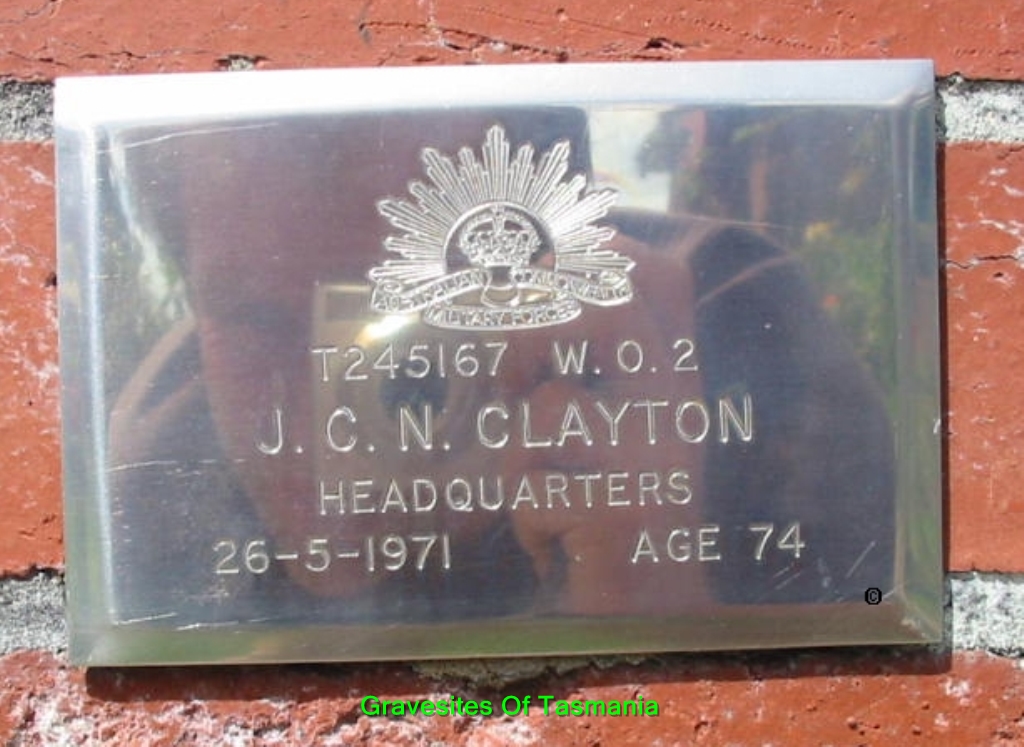 AUSTRALIAN COMMONWEALTH
MILITARY FORCES
T245167 W.O.2
J. C. N. CLAYTON
HEADQUARTERS
26-5-1971 AGE 74
©
Gravesites Of Tasmania